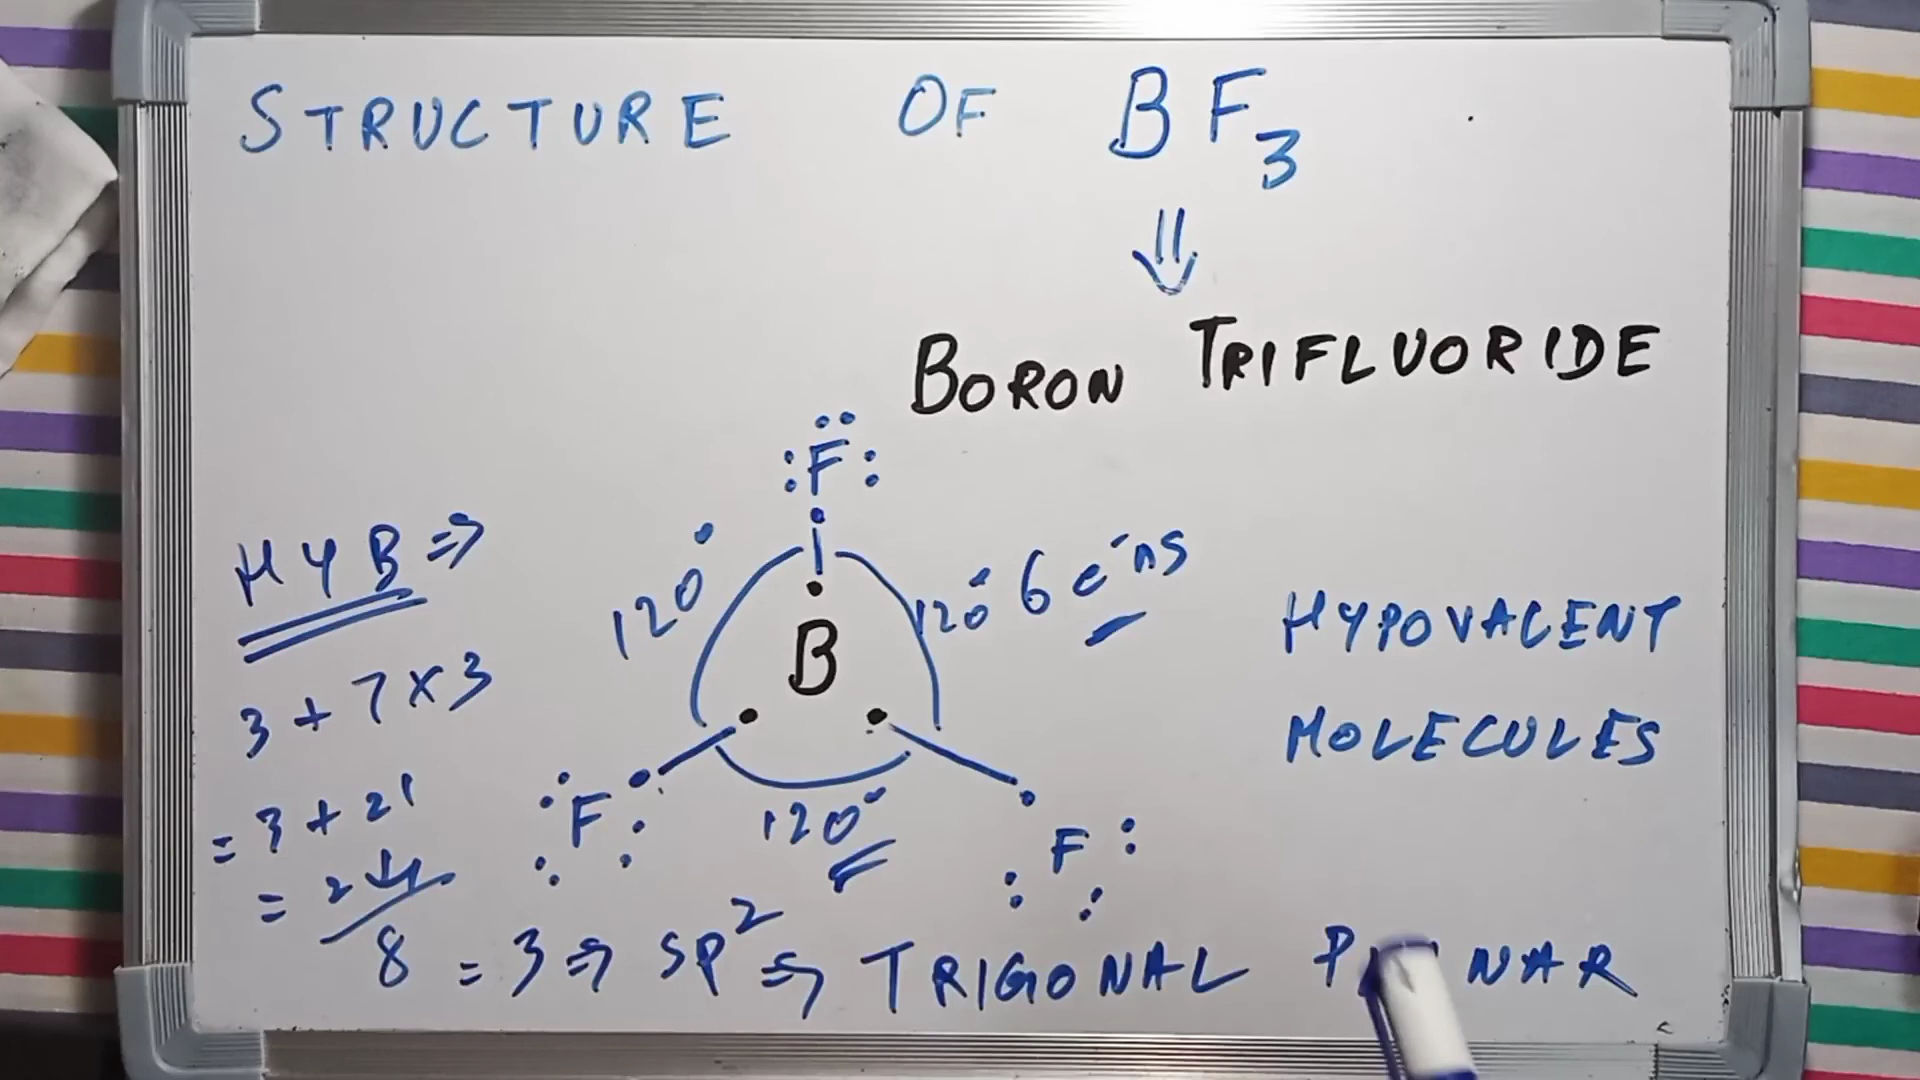 STRUCTURE OF BF3
⇓
BORON TRIFLUORIDE
F
HYB ⇒
120°
120°
6 e⁻ns
B
HYPOVALENT
MOLECULES
3 + 7 × 3
= 3 + 21
F
120°
F
= 24/8 = 3 ⇒ SP² ⇒ TRIGONAL